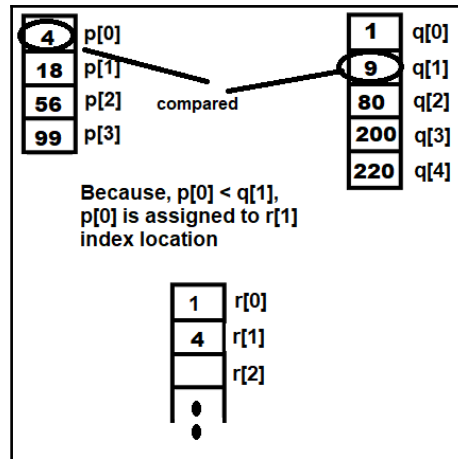 4 p[0] 1 q[0]
18 p[1] 9 q[1]
56 p[2] compared 80 q[2]
99 p[3] 200 q[3]
220 q[4]
Because, p[0] < q[1],
p[0] is assigned to r[1]
index location
1 r[0]
4 r[1]
r[2]